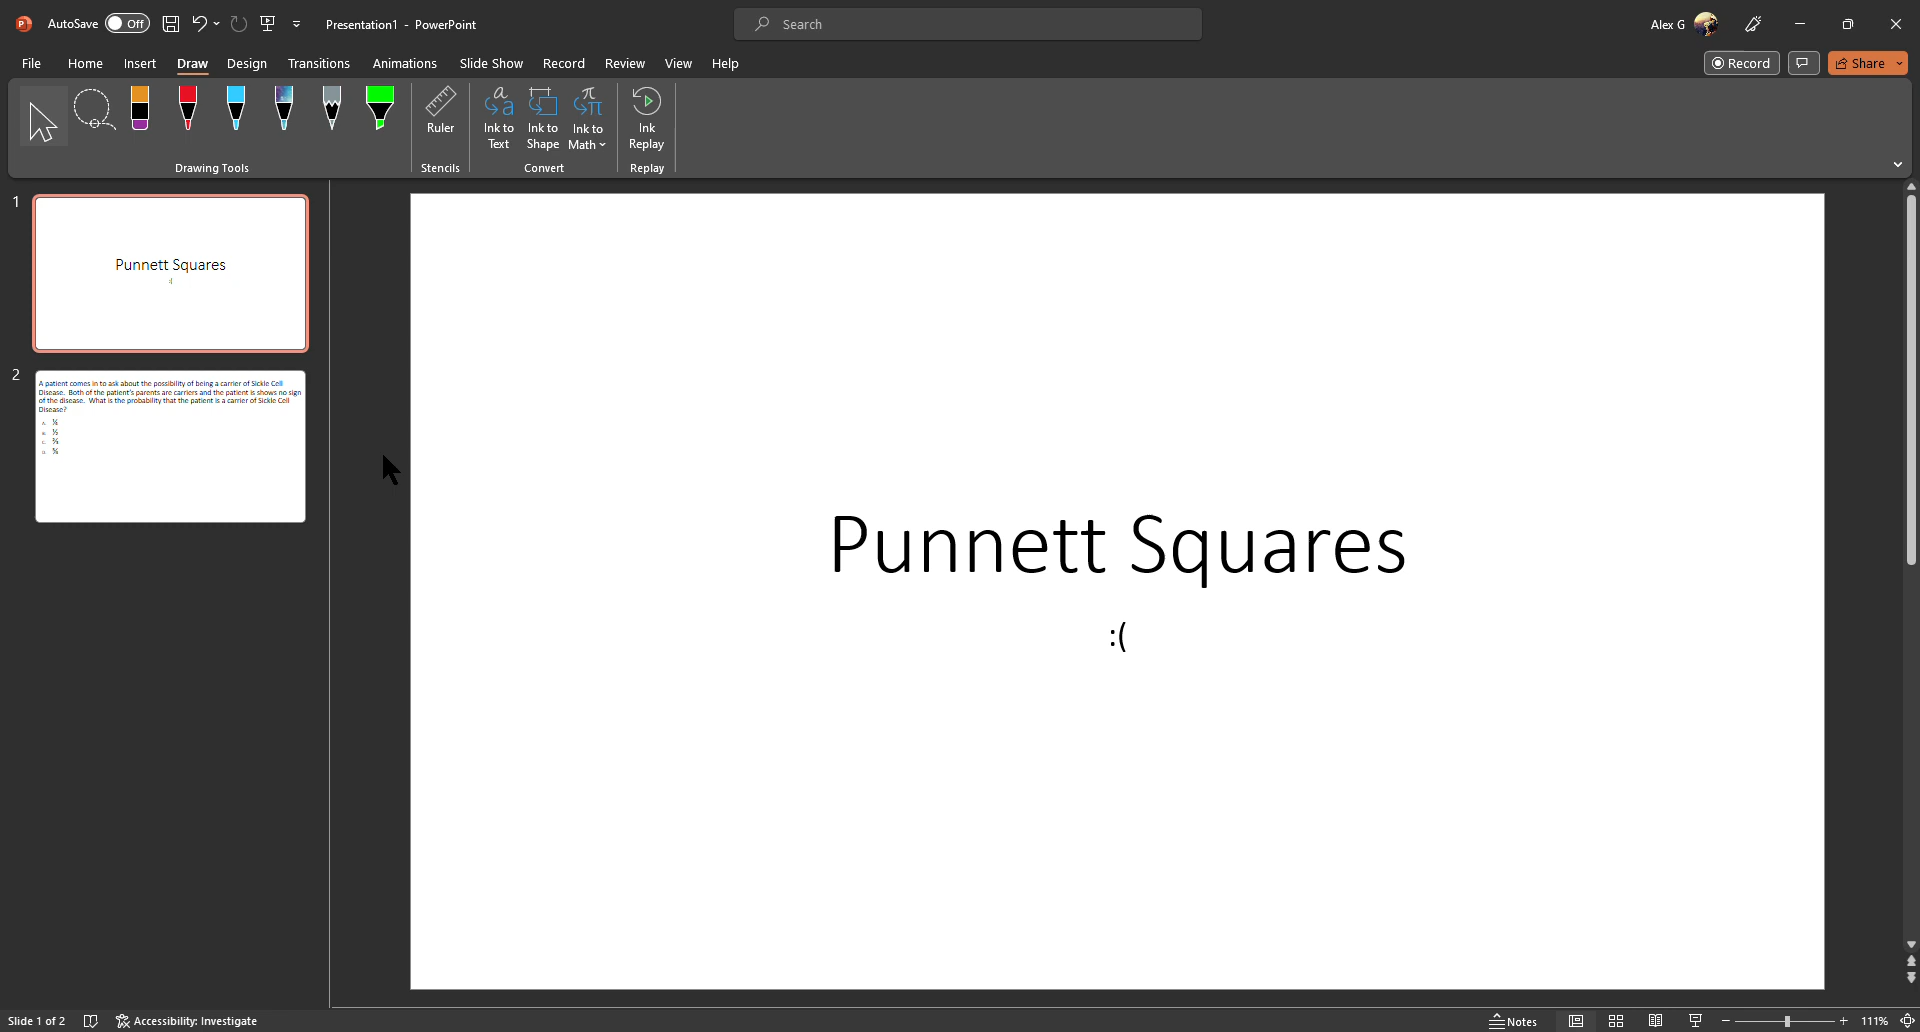 AutoSave Off Presentation1 - PowerPoint Search Alex G
File Home Insert Draw Design Transitions Animations Slide Show Record Review View Help Record Share
Ruler
Ink to Text
Ink to Shape
Ink to Math
Ink Replay
Drawing Tools Stencils Convert Replay
1
Punnett Squares
:(
2
A patient comes in to ask about the possibility of being a carrier of Sickle Cell
Disease. Both of the patient's parents are carriers and the patient is shows no sign
of the disease. What is the probability that the patient is a carrier of Sickle Cell
Disease?
Punnett Squares
:(
Slide 1 of 2 Accessibility: Investigate Notes 111%